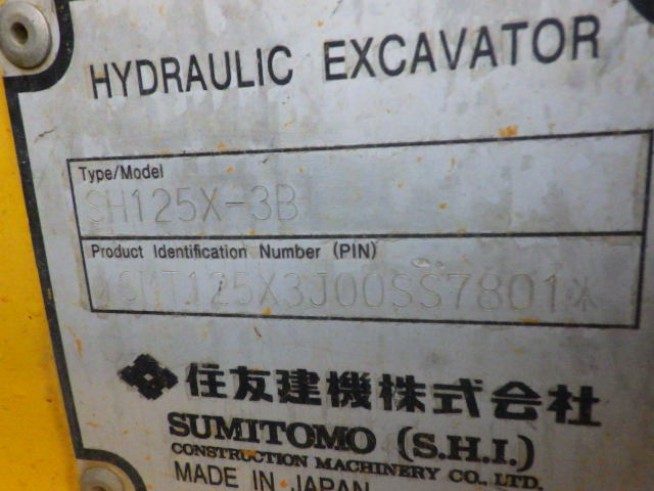 HYDRAULIC EXCAVATOR
Type/Model
SH125X-3B
Product Identification Number (PIN)
*SMT125X3J00SS7801*
住友建機株式会社
SUMITOMO (S.H.I.)
CONSTRUCTION MACHINERY CO., LTD.
MADE IN JAPAN